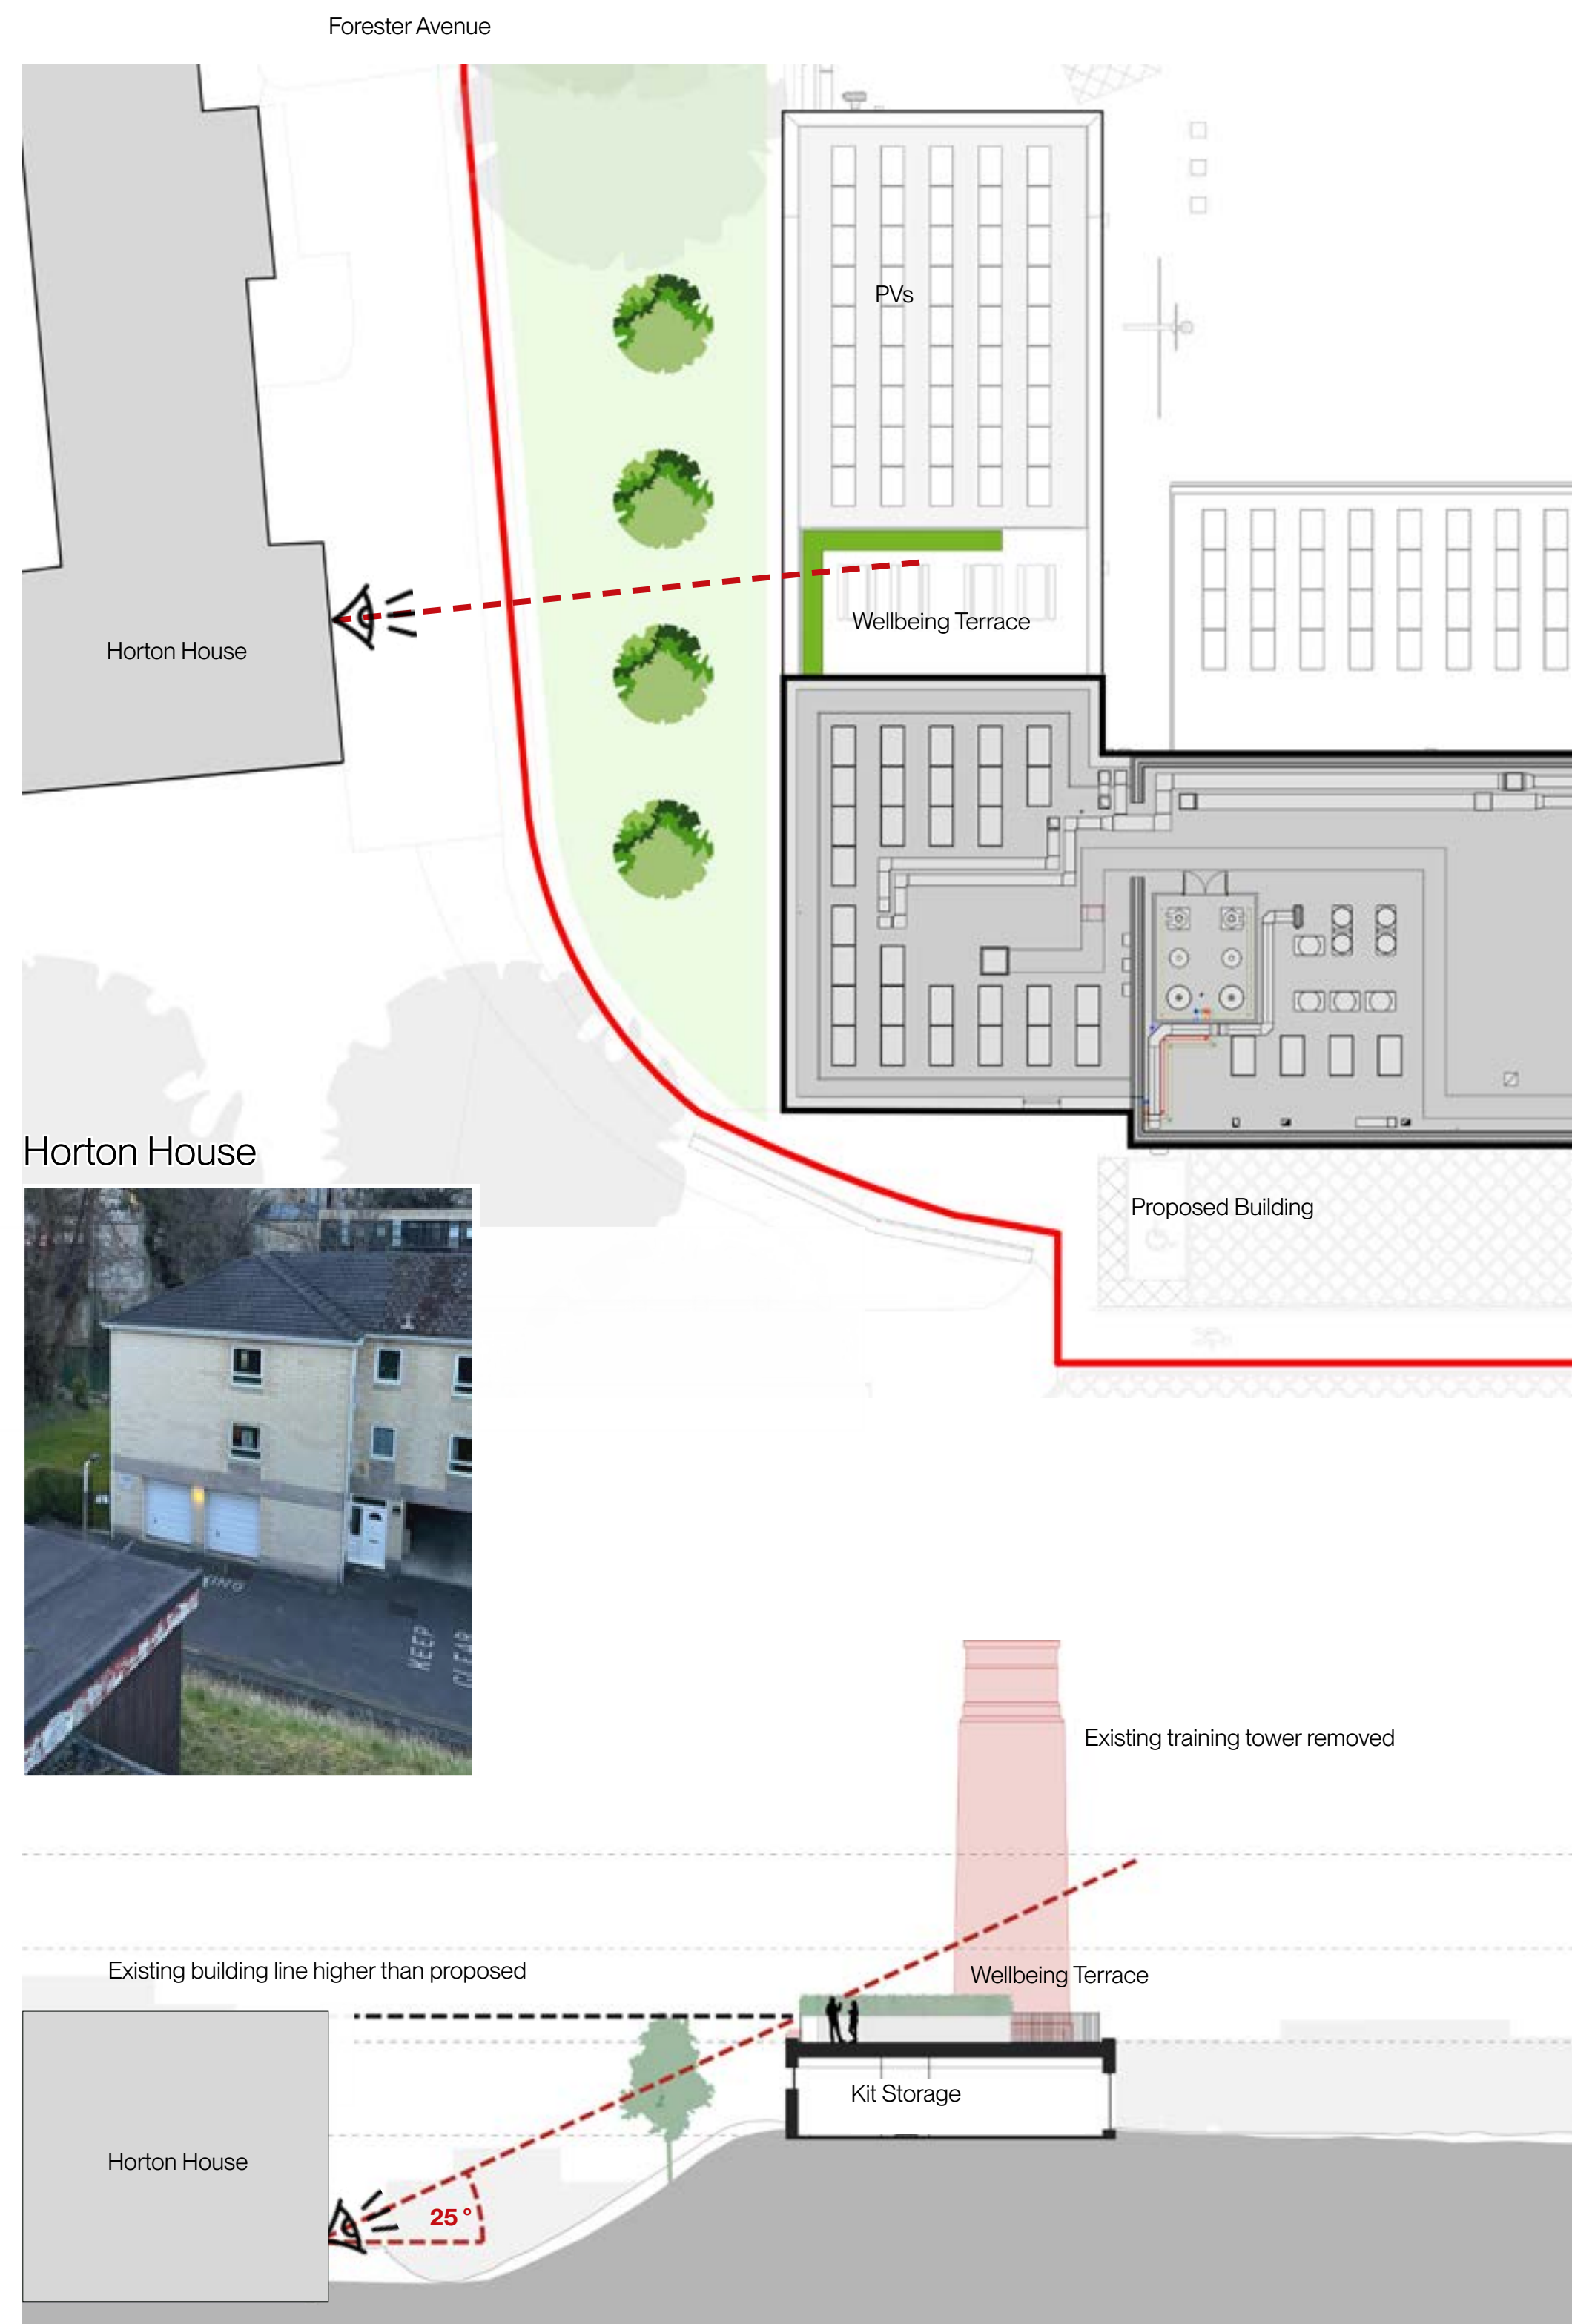 Forester Avenue
PVs
Wellbeing Terrace
Horton House
Proposed Building
Horton House
KEEP
CLEAR
Existing training tower removed
Existing building line higher than proposed
Wellbeing Terrace
Kit Storage
Horton House
25°